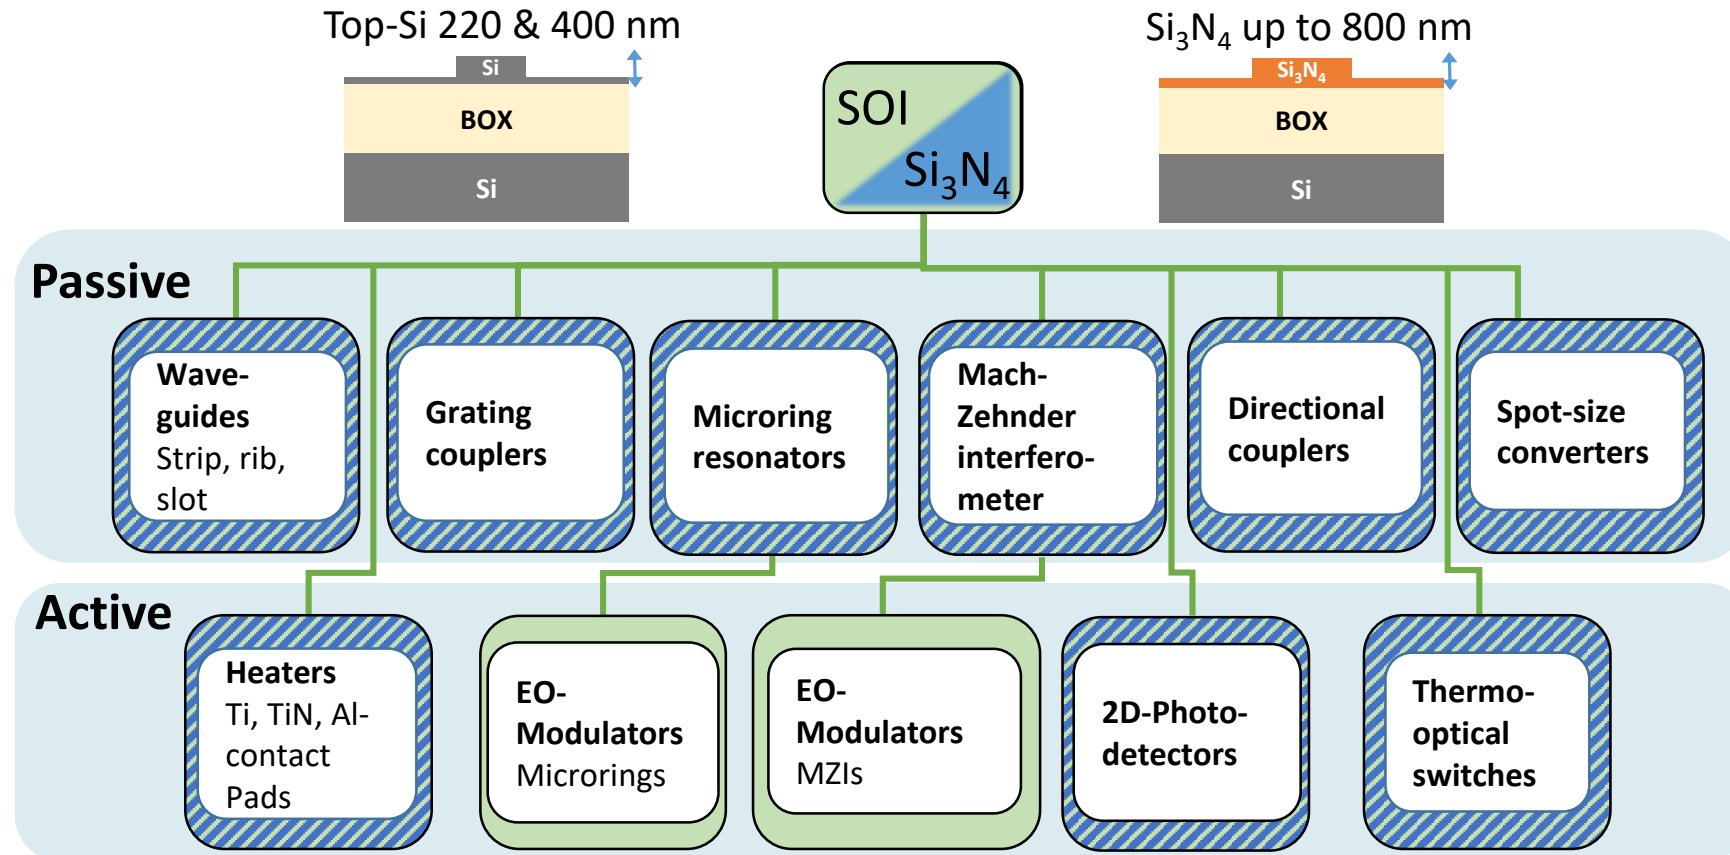 Top-Si 220 & 400 nm
Si
BOX
Si
SOI
Si₃N₄
Si₃N₄ up to 800 nm
Si₃N₄
BOX
Si
Passive
Wave-
guides
Strip, rib,
slot
Grating
couplers
Microring
resonators
Mach-
Zehnder
interfero-
meter
Directional
couplers
Spot-size
converters
Active
Heaters
Ti, TiN, Al-
contact
Pads
EO-
Modulators
Microrings
EO-
Modulators
MZIs
2D-Photo-
detectors
Thermo-
optical
switches